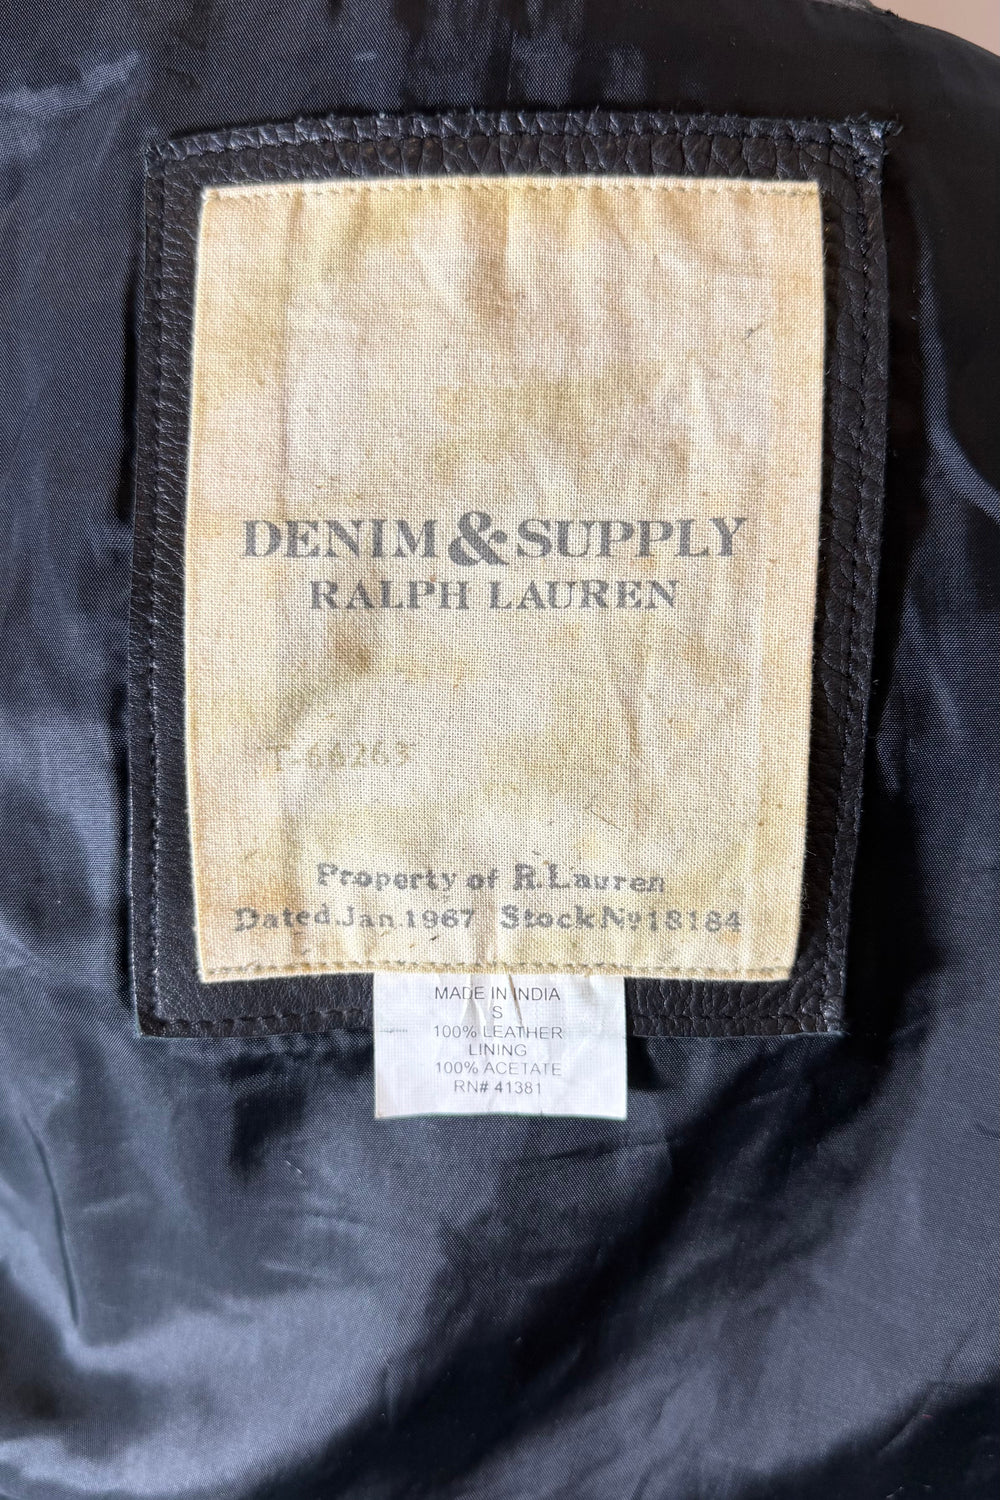 DENIM & SUPPLY
RALPH LAUREN
T-66263
Property of R.Lauren
Dated.Jan.1967 Stock No 18184
MADE IN INDIA
S
100% LEATHER
LINING
100% ACETATE
RN# 41381